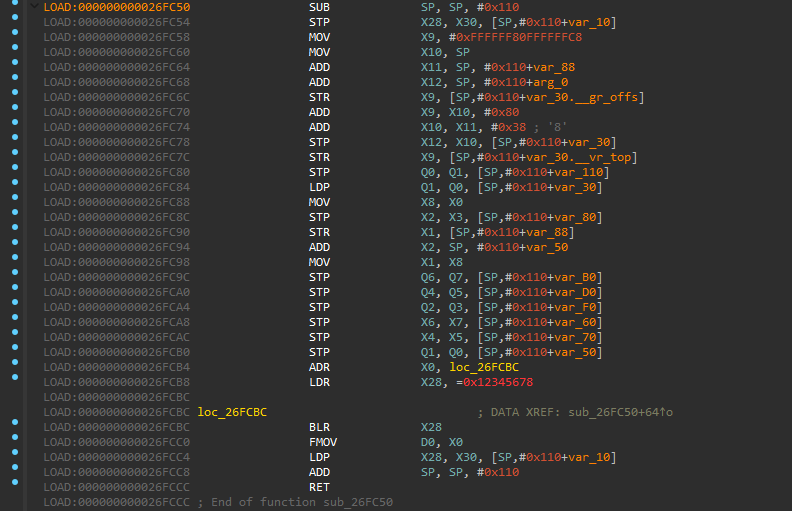 LOAD:000000000026FC50 SUB SP, SP, #0x110
LOAD:000000000026FC54 STP X28, X30, [SP,#0x110+var_10]
LOAD:000000000026FC58 MOV X9, #0xFFFFFF80FFFFFFC8
LOAD:000000000026FC60 MOV X10, SP
LOAD:000000000026FC64 ADD X11, SP, #0x110+var_88
LOAD:000000000026FC68 ADD X12, SP, #0x110+arg_0
LOAD:000000000026FC6C STR X9, [SP,#0x110+var_30.__gr_offs]
LOAD:000000000026FC70 ADD X9, X10, #0x80
LOAD:000000000026FC74 ADD X10, X11, #0x38 ; '8'
LOAD:000000000026FC78 STP X12, X10, [SP,#0x110+var_30]
LOAD:000000000026FC7C STR X9, [SP,#0x110+var_30.__vr_top]
LOAD:000000000026FC80 STP Q0, Q1, [SP,#0x110+var_110]
LOAD:000000000026FC84 LDP Q1, Q0, [SP,#0x110+var_30]
LOAD:000000000026FC88 MOV X8, X0
LOAD:000000000026FC8C STP X2, X3, [SP,#0x110+var_80]
LOAD:000000000026FC90 STR X1, [SP,#0x110+var_88]
LOAD:000000000026FC94 ADD X2, SP, #0x110+var_50
LOAD:000000000026FC98 MOV X1, X8
LOAD:000000000026FC9C STP Q6, Q7, [SP,#0x110+var_B0]
LOAD:000000000026FCA0 STP Q4, Q5, [SP,#0x110+var_D0]
LOAD:000000000026FCA4 STP Q2, Q3, [SP,#0x110+var_F0]
LOAD:000000000026FCA8 STP X6, X7, [SP,#0x110+var_60]
LOAD:000000000026FCAC STP X4, X5, [SP,#0x110+var_70]
LOAD:000000000026FCB0 STP Q1, Q0, [SP,#0x110+var_50]
LOAD:000000000026FCB4 ADR X0, loc_26FCBC
LOAD:000000000026FCB8 LDR X28, =0x12345678
LOAD:000000000026FCBC
LOAD:000000000026FCBC loc_26FCBC ; DATA XREF: sub_26FC50+64↑o
LOAD:000000000026FCBC BLR X28
LOAD:000000000026FCC0 FMOV D0, X0
LOAD:000000000026FCC4 LDP X28, X30, [SP,#0x110+var_10]
LOAD:000000000026FCC8 ADD SP, SP, #0x110
LOAD:000000000026FCCC RET
LOAD:000000000026FCCC ; End of function sub_26FC50